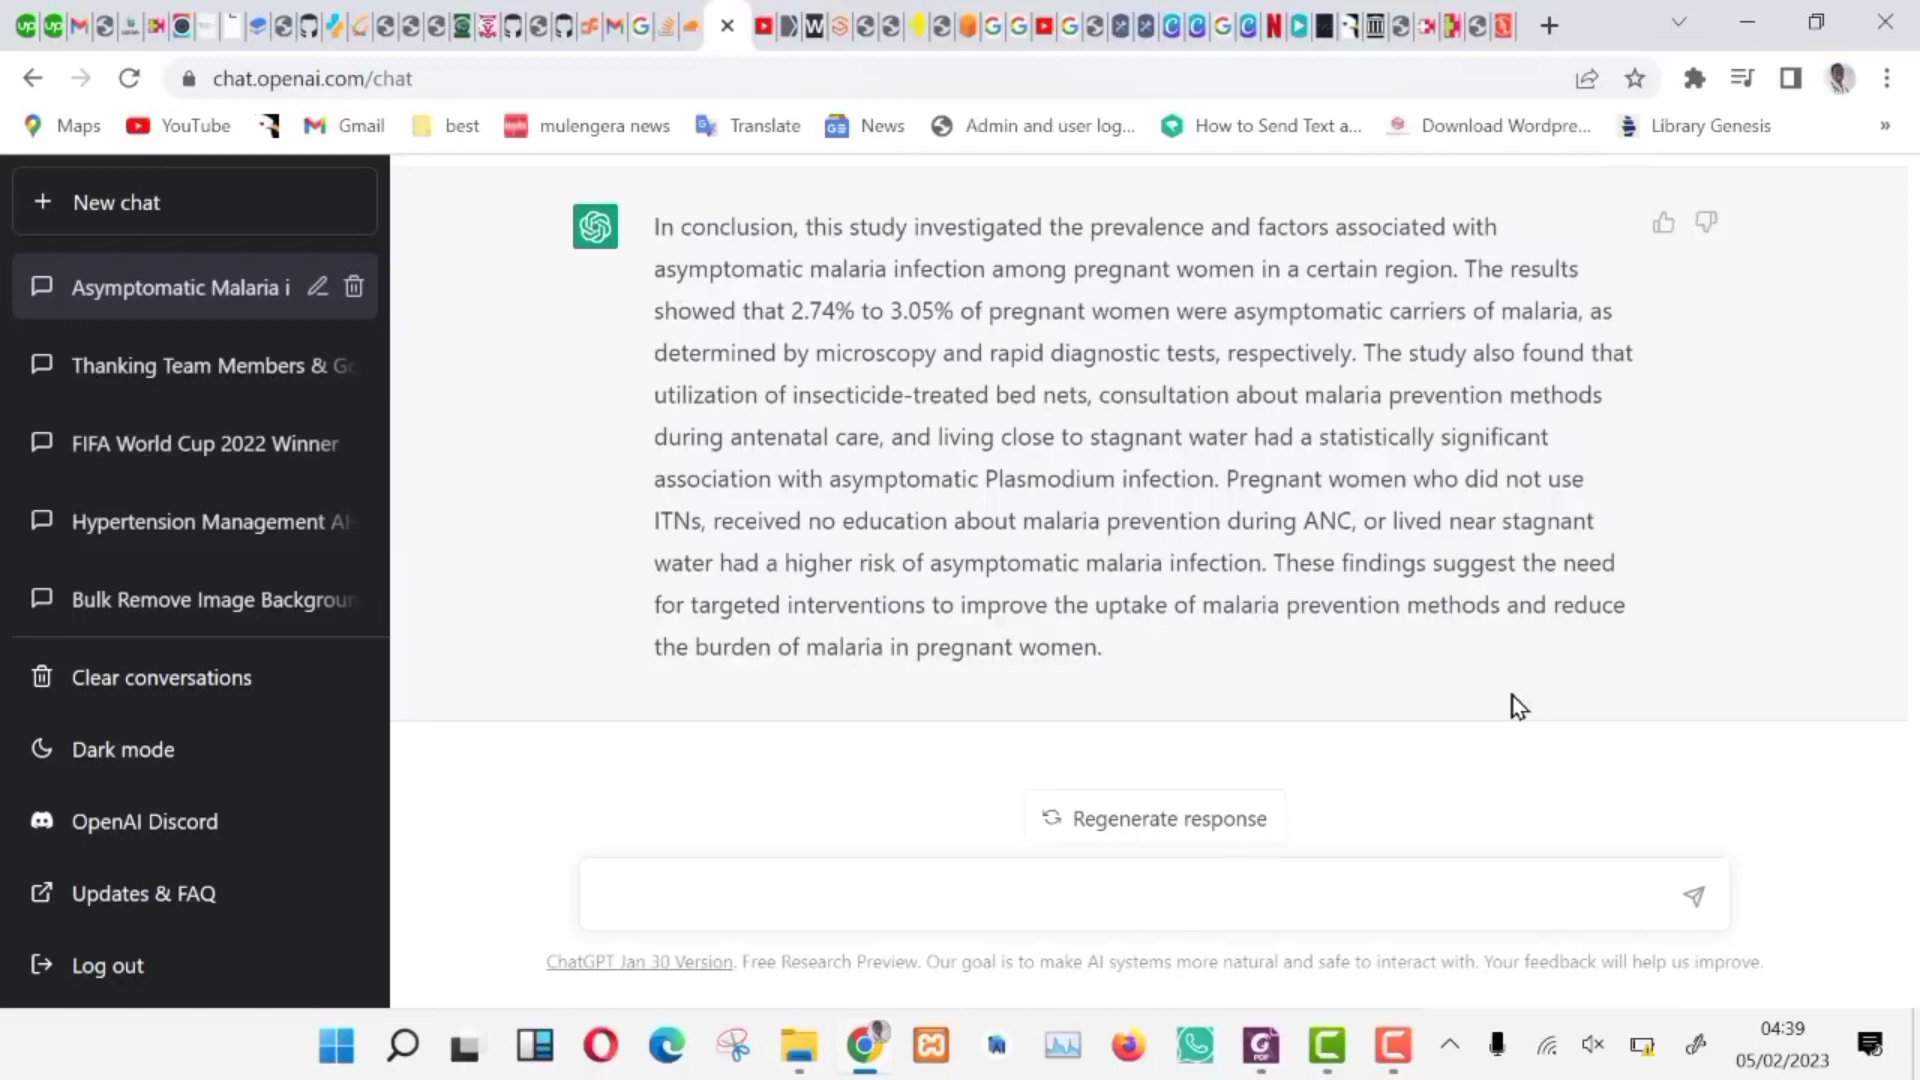 chat.openai.com/chat
Maps YouTube Gmail best mulengera news Translate News Admin and user log... How to Send Text a... Download Wordpre... Library Genesis »
New chat
Asymptomatic Malaria i
Thanking Team Members & Go
FIFA World Cup 2022 Winner
Hypertension Management
Bulk Remove Image Backgroun
Clear conversations
Dark mode
OpenAI Discord
Updates & FAQ
Log out
In conclusion, this study investigated the prevalence and factors associated with
asymptomatic malaria infection among pregnant women in a certain region. The results
showed that 2.74% to 3.05% of pregnant women were asymptomatic carriers of malaria, as
determined by microscopy and rapid diagnostic tests, respectively. The study also found that
utilization of insecticide-treated bed nets, consultation about malaria prevention methods
during antenatal care, and living close to stagnant water had a statistically significant
association with asymptomatic Plasmodium infection. Pregnant women who did not use
ITNs, received no education about malaria prevention during ANC, or lived near stagnant
water had a higher risk of asymptomatic malaria infection. These findings suggest the need
for targeted interventions to improve the uptake of malaria prevention methods and reduce
the burden of malaria in pregnant women.
Regenerate response
ChatGPT Jan 30 Version. Free Research Preview. Our goal is to make AI systems more natural and safe to interact with. Your feedback will help us improve.
04:39
05/02/2023